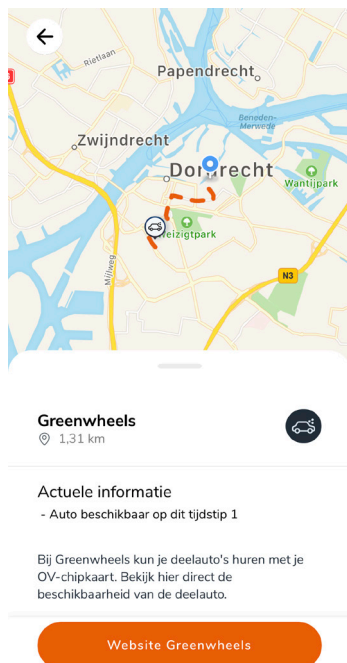 Rietlaan
Papendrecht
Beneden-
Merwede
Zwijndrecht
Dordrecht
Wantijpark
Weizigtpark
Mijlweg
N3
Greenwheels
1,31 km
Actuele informatie
- Auto beschikbaar op dit tijdstip 1
Bij Greenwheels kun je deelauto's huren met je
OV-chipkaart. Bekijk hier direct de
beschikbaarheid van de deelauto.
Website Greenwheels